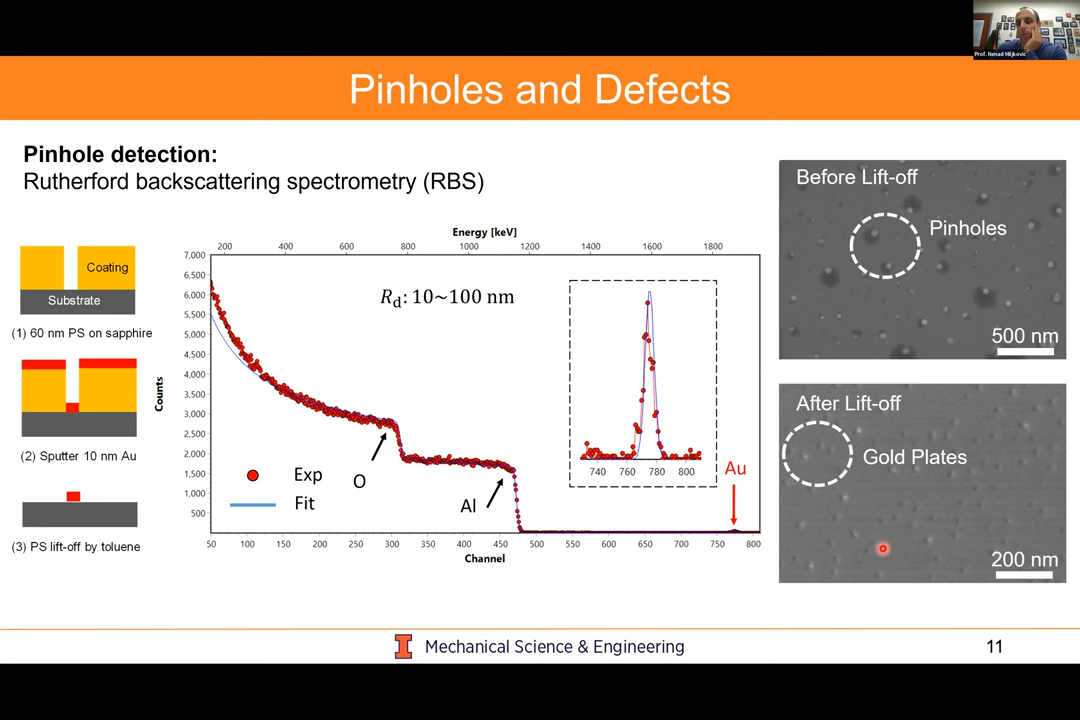 Prof. Nenad Miljkovic
Pinholes and Defects
Pinhole detection:
Rutherford backscattering spectrometry (RBS)
Coating
Substrate
(1) 60 nm PS on sapphire
(2) Sputter 10 nm Au
(3) PS lift-off by toluene
Energy [keV]
200 400 600 800 1000 1200 1400 1600 1800
7,000
6,500
6,000
5,500
5,000
4,500
4,000
3,500
3,000
2,500
2,000
1,500
1,000
500
Counts
R_d: 10~100 nm
Exp
Fit
O
Al
Au
740 760 780 800
50 100 150 200 250 300 350 400 450 500 550 600 650 700 750 800
Channel
Before Lift-off
Pinholes
500 nm
After Lift-off
Gold Plates
200 nm
I Mechanical Science & Engineering
11